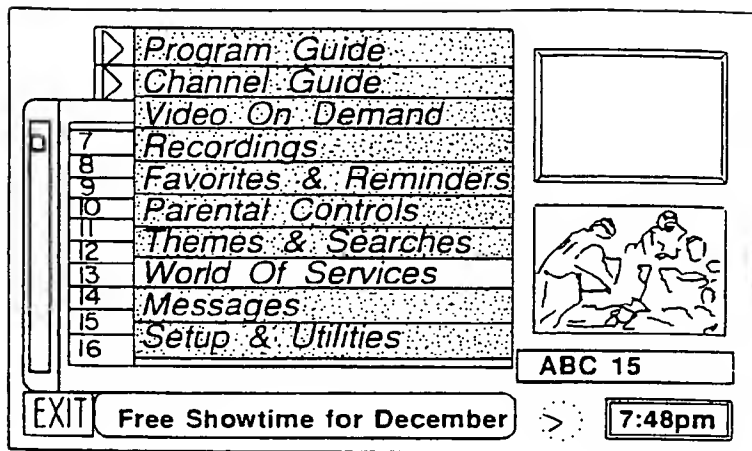 Program Guide
Channel Guide
Video On Demand
7 Recordings
8
9 Favorites & Reminders
10 Parental Controls
11
12 Themes & Searches
13 World Of Services
14 Messages
15
16 Setup & Utilities
ABC 15
EXIT Free Showtime for December 7:48pm